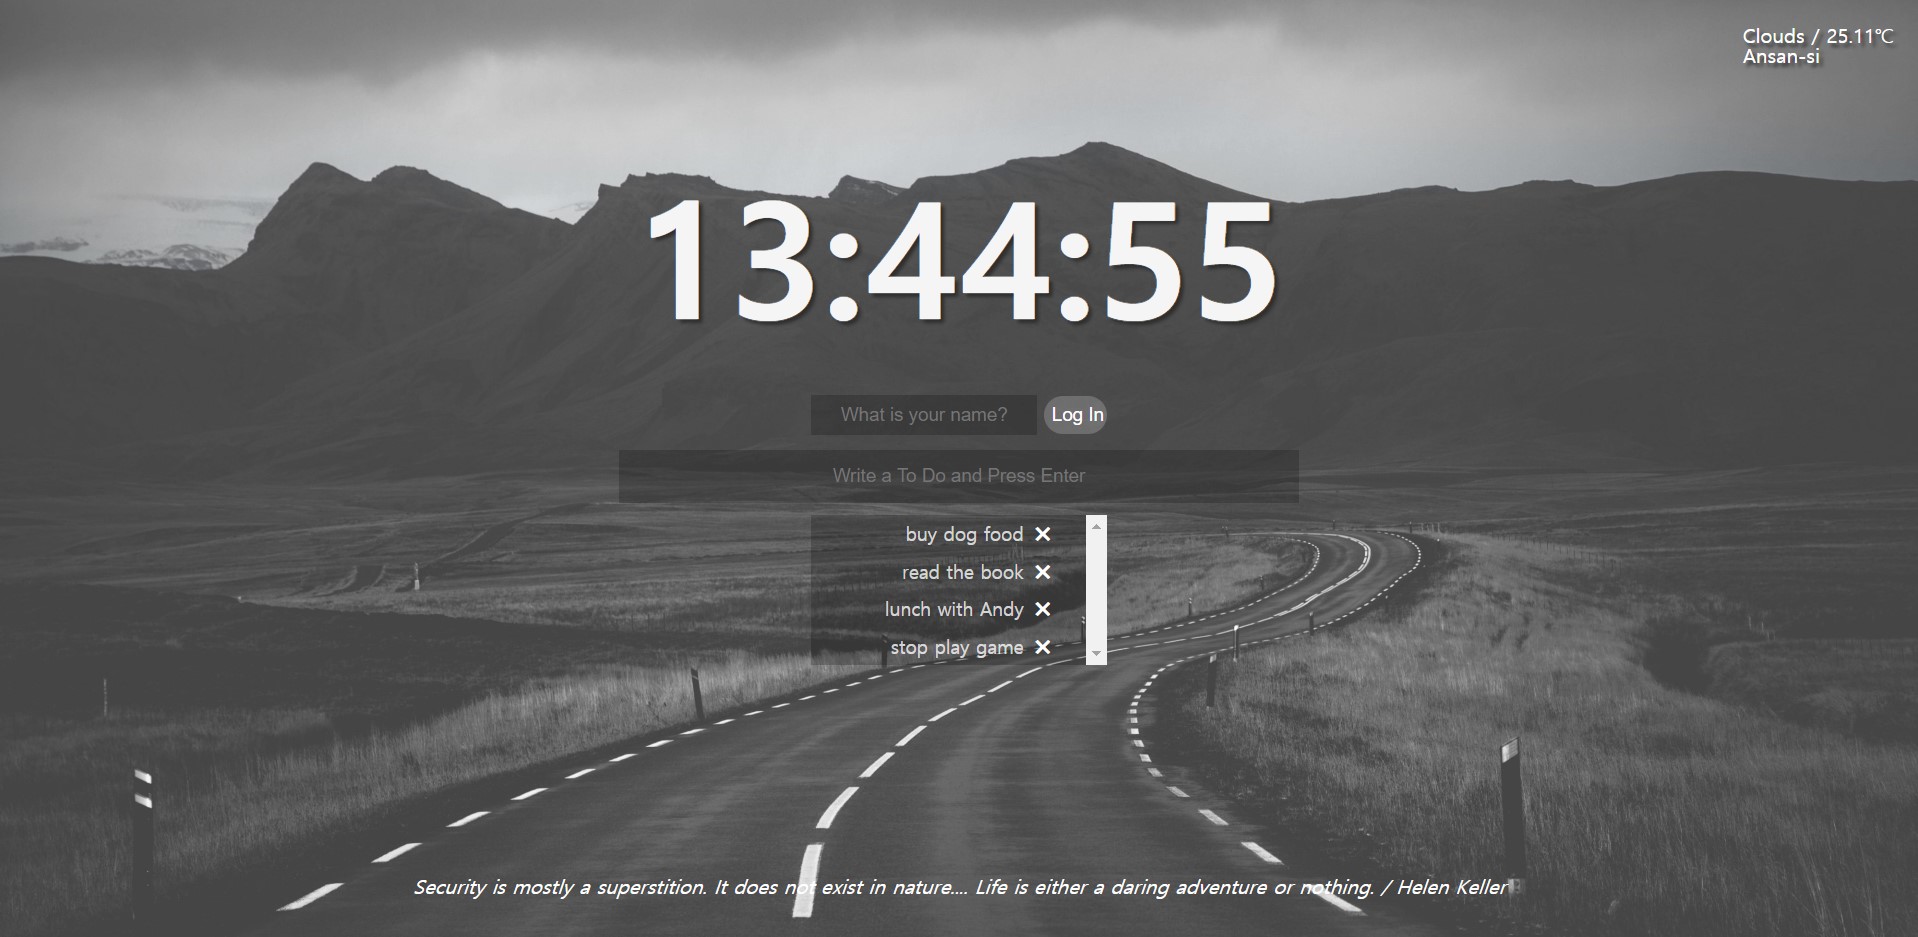 Clouds / 25.11℃
Ansan-si
13:44:55
What is your name? Log In
Write a To Do and Press Enter
buy dog food ✕
read the book ✕
lunch with Andy ✕
stop play game ✕
Security is mostly a superstition. It does not exist in nature.... Life is either a daring adventure or nothing. / Helen Keller